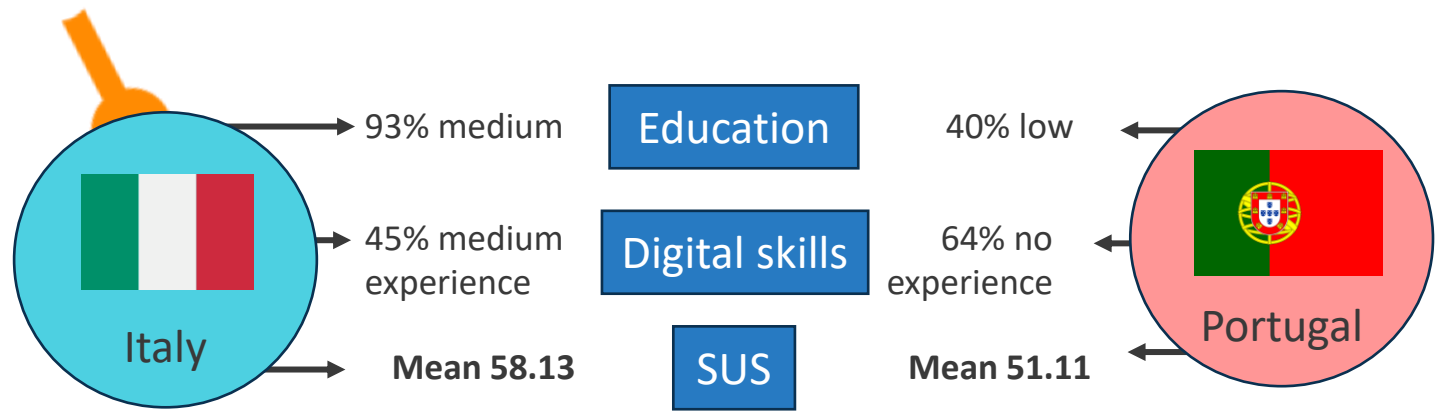 93% medium
Education
40% low
45% medium
experience
Digital skills
64% no
experience
Italy
Mean 58.13
SUS
Mean 51.11
Portugal